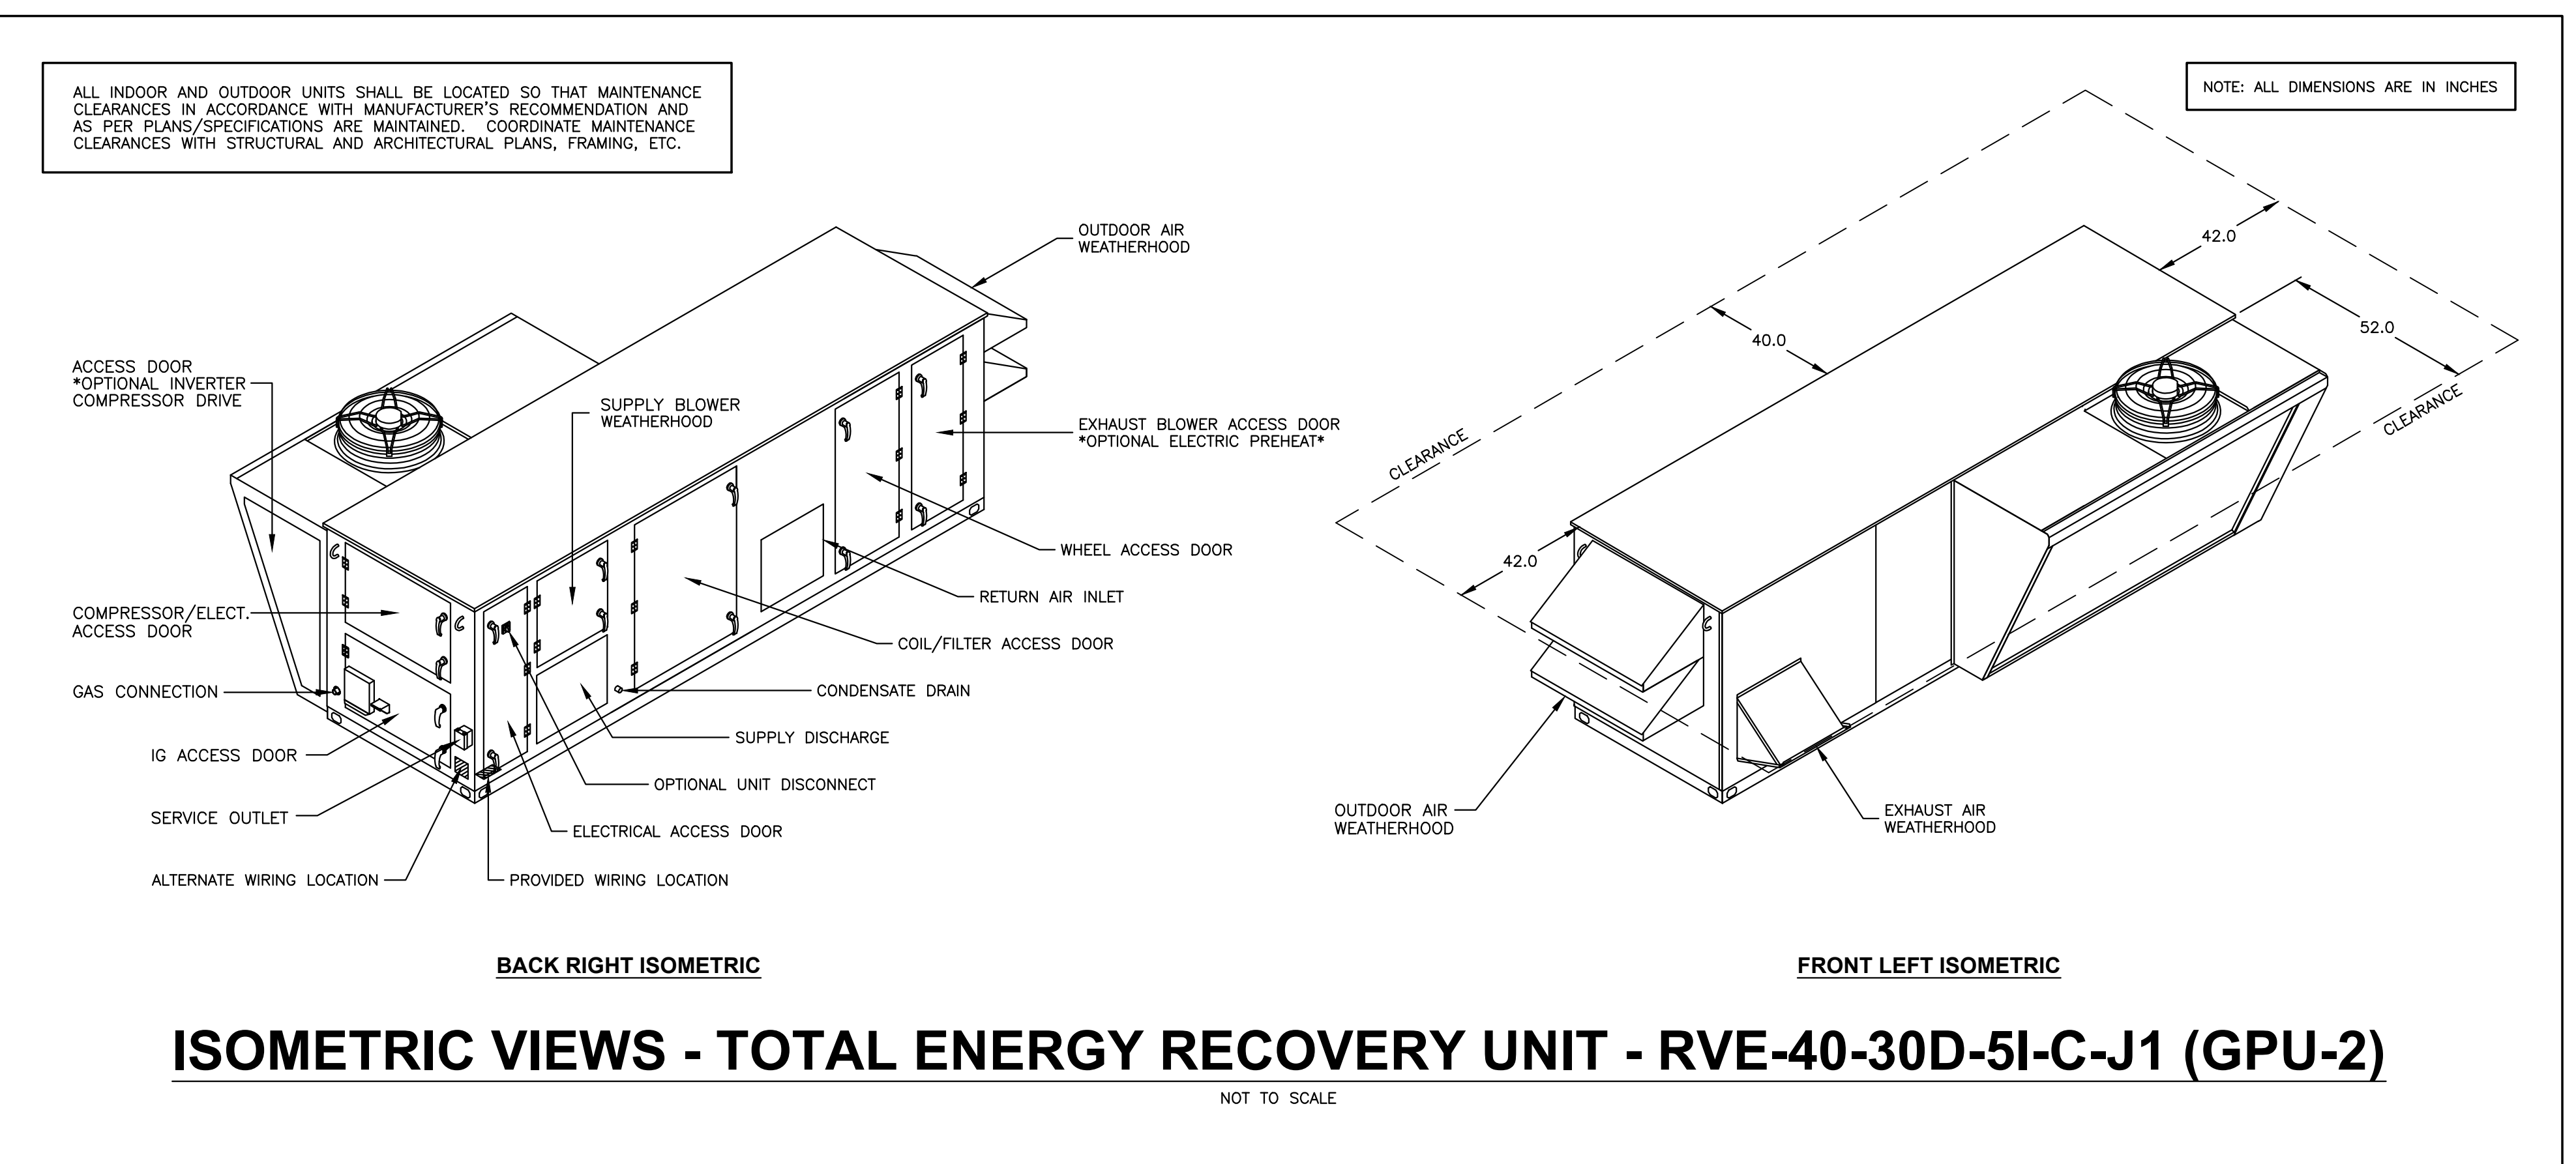 ALL INDOOR AND OUTDOOR UNITS SHALL BE LOCATED SO THAT MAINTENANCE
CLEARANCES IN ACCORDANCE WITH MANUFACTURER'S RECOMMENDATION AND
AS PER PLANS/SPECIFICATIONS ARE MAINTAINED. COORDINATE MAINTENANCE
CLEARANCES WITH STRUCTURAL AND ARCHITECTURAL PLANS, FRAMING, ETC.
NOTE: ALL DIMENSIONS ARE IN INCHES
OUTDOOR AIR
WEATHERHOOD
ACCESS DOOR
*OPTIONAL INVERTER
COMPRESSOR DRIVE
SUPPLY BLOWER
WEATHERHOOD
EXHAUST BLOWER ACCESS DOOR
*OPTIONAL ELECTRIC PREHEAT*
WHEEL ACCESS DOOR
RETURN AIR INLET
COMPRESSOR/ELECT.
ACCESS DOOR
COIL/FILTER ACCESS DOOR
GAS CONNECTION
CONDENSATE DRAIN
SUPPLY DISCHARGE
IG ACCESS DOOR
OPTIONAL UNIT DISCONNECT
SERVICE OUTLET
ELECTRICAL ACCESS DOOR
ALTERNATE WIRING LOCATION
PROVIDED WIRING LOCATION
BACK RIGHT ISOMETRIC
42.0
52.0
40.0
CLEARANCE
CLEARANCE
42.0
OUTDOOR AIR
WEATHERHOOD
EXHAUST AIR
WEATHERHOOD
FRONT LEFT ISOMETRIC
ISOMETRIC VIEWS - TOTAL ENERGY RECOVERY UNIT - RVE-40-30D-5I-C-J1 (GPU-2)
NOT TO SCALE